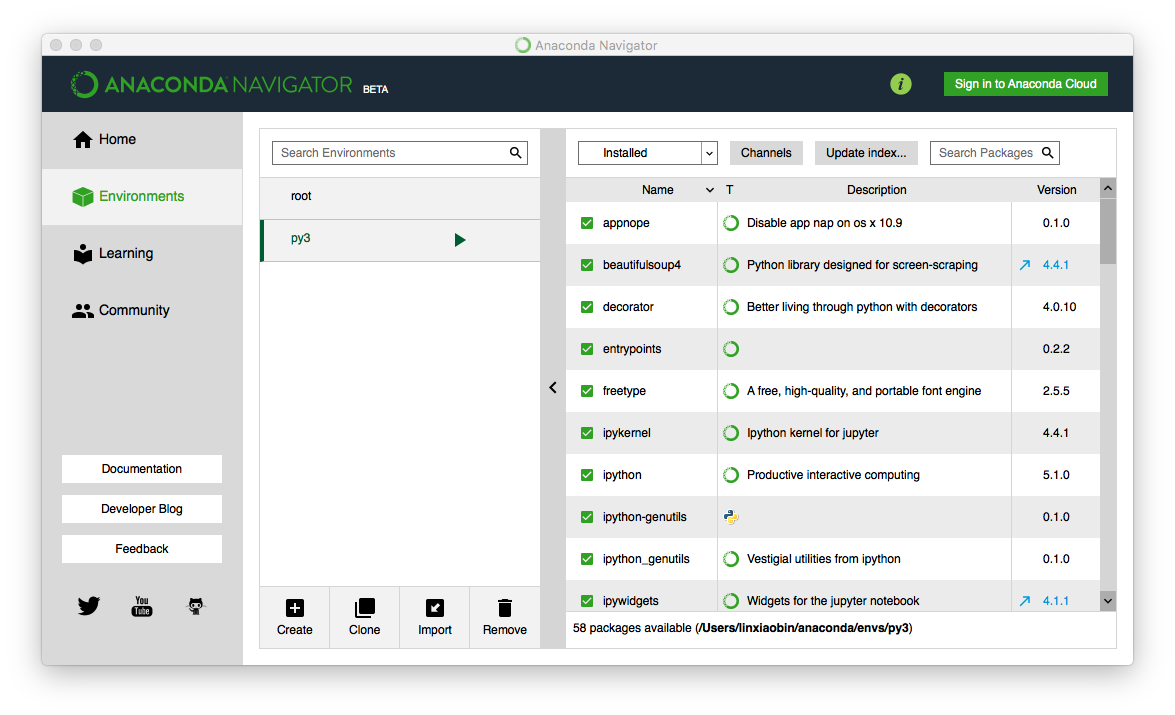 Anaconda Navigator
ANACONDA NAVIGATOR BETA
i
Sign in to Anaconda Cloud
Home
Environments
Learning
Community
Documentation
Developer Blog
Feedback
You
Tube
Search Environments
root
py3
Create
Clone
Import
Remove
Installed
Channels
Update index...
Search Packages
Name T Description Version
appnope Disable app nap on os x 10.9 0.1.0
beautifulsoup4 Python library designed for screen-scraping 4.4.1
decorator Better living through python with decorators 4.0.10
entrypoints 0.2.2
freetype A free, high-quality, and portable font engine 2.5.5
ipykernel Ipython kernel for jupyter 4.4.1
ipython Productive interactive computing 5.1.0
ipython-genutils 0.1.0
ipython_genutils Vestigial utilities from ipython 0.1.0
ipywidgets Widgets for the jupyter notebook 4.1.1
58 packages available (/Users/linxiaobin/anaconda/envs/py3)